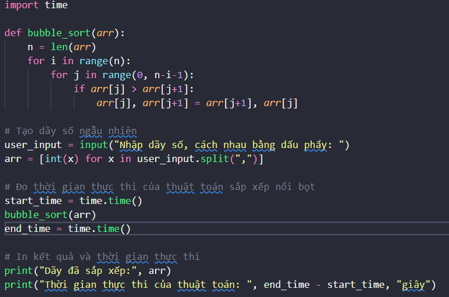 import time
def bubble_sort(arr):
    n = len(arr)
    for i in range(n):
        for j in range(0, n-i-1):
            if arr[j] > arr[j+1]:
                arr[j], arr[j+1] = arr[j+1], arr[j]
# Tạo dãy số ngẫu nhiên
user_input = input("Nhập dãy số, cách nhau bằng dấu phẩy: ")
arr = [int(x) for x in user_input.split(",")]
# Đo thời gian thực thi của thuật toán sắp xếp nổi bọt
start_time = time.time()
bubble_sort(arr)
end_time = time.time()
# In kết quả và thời gian thực thi
print("Dãy đã sắp xếp:", arr)
print("Thời gian thực thi của thuật toán: ", end_time - start_time, "giây")